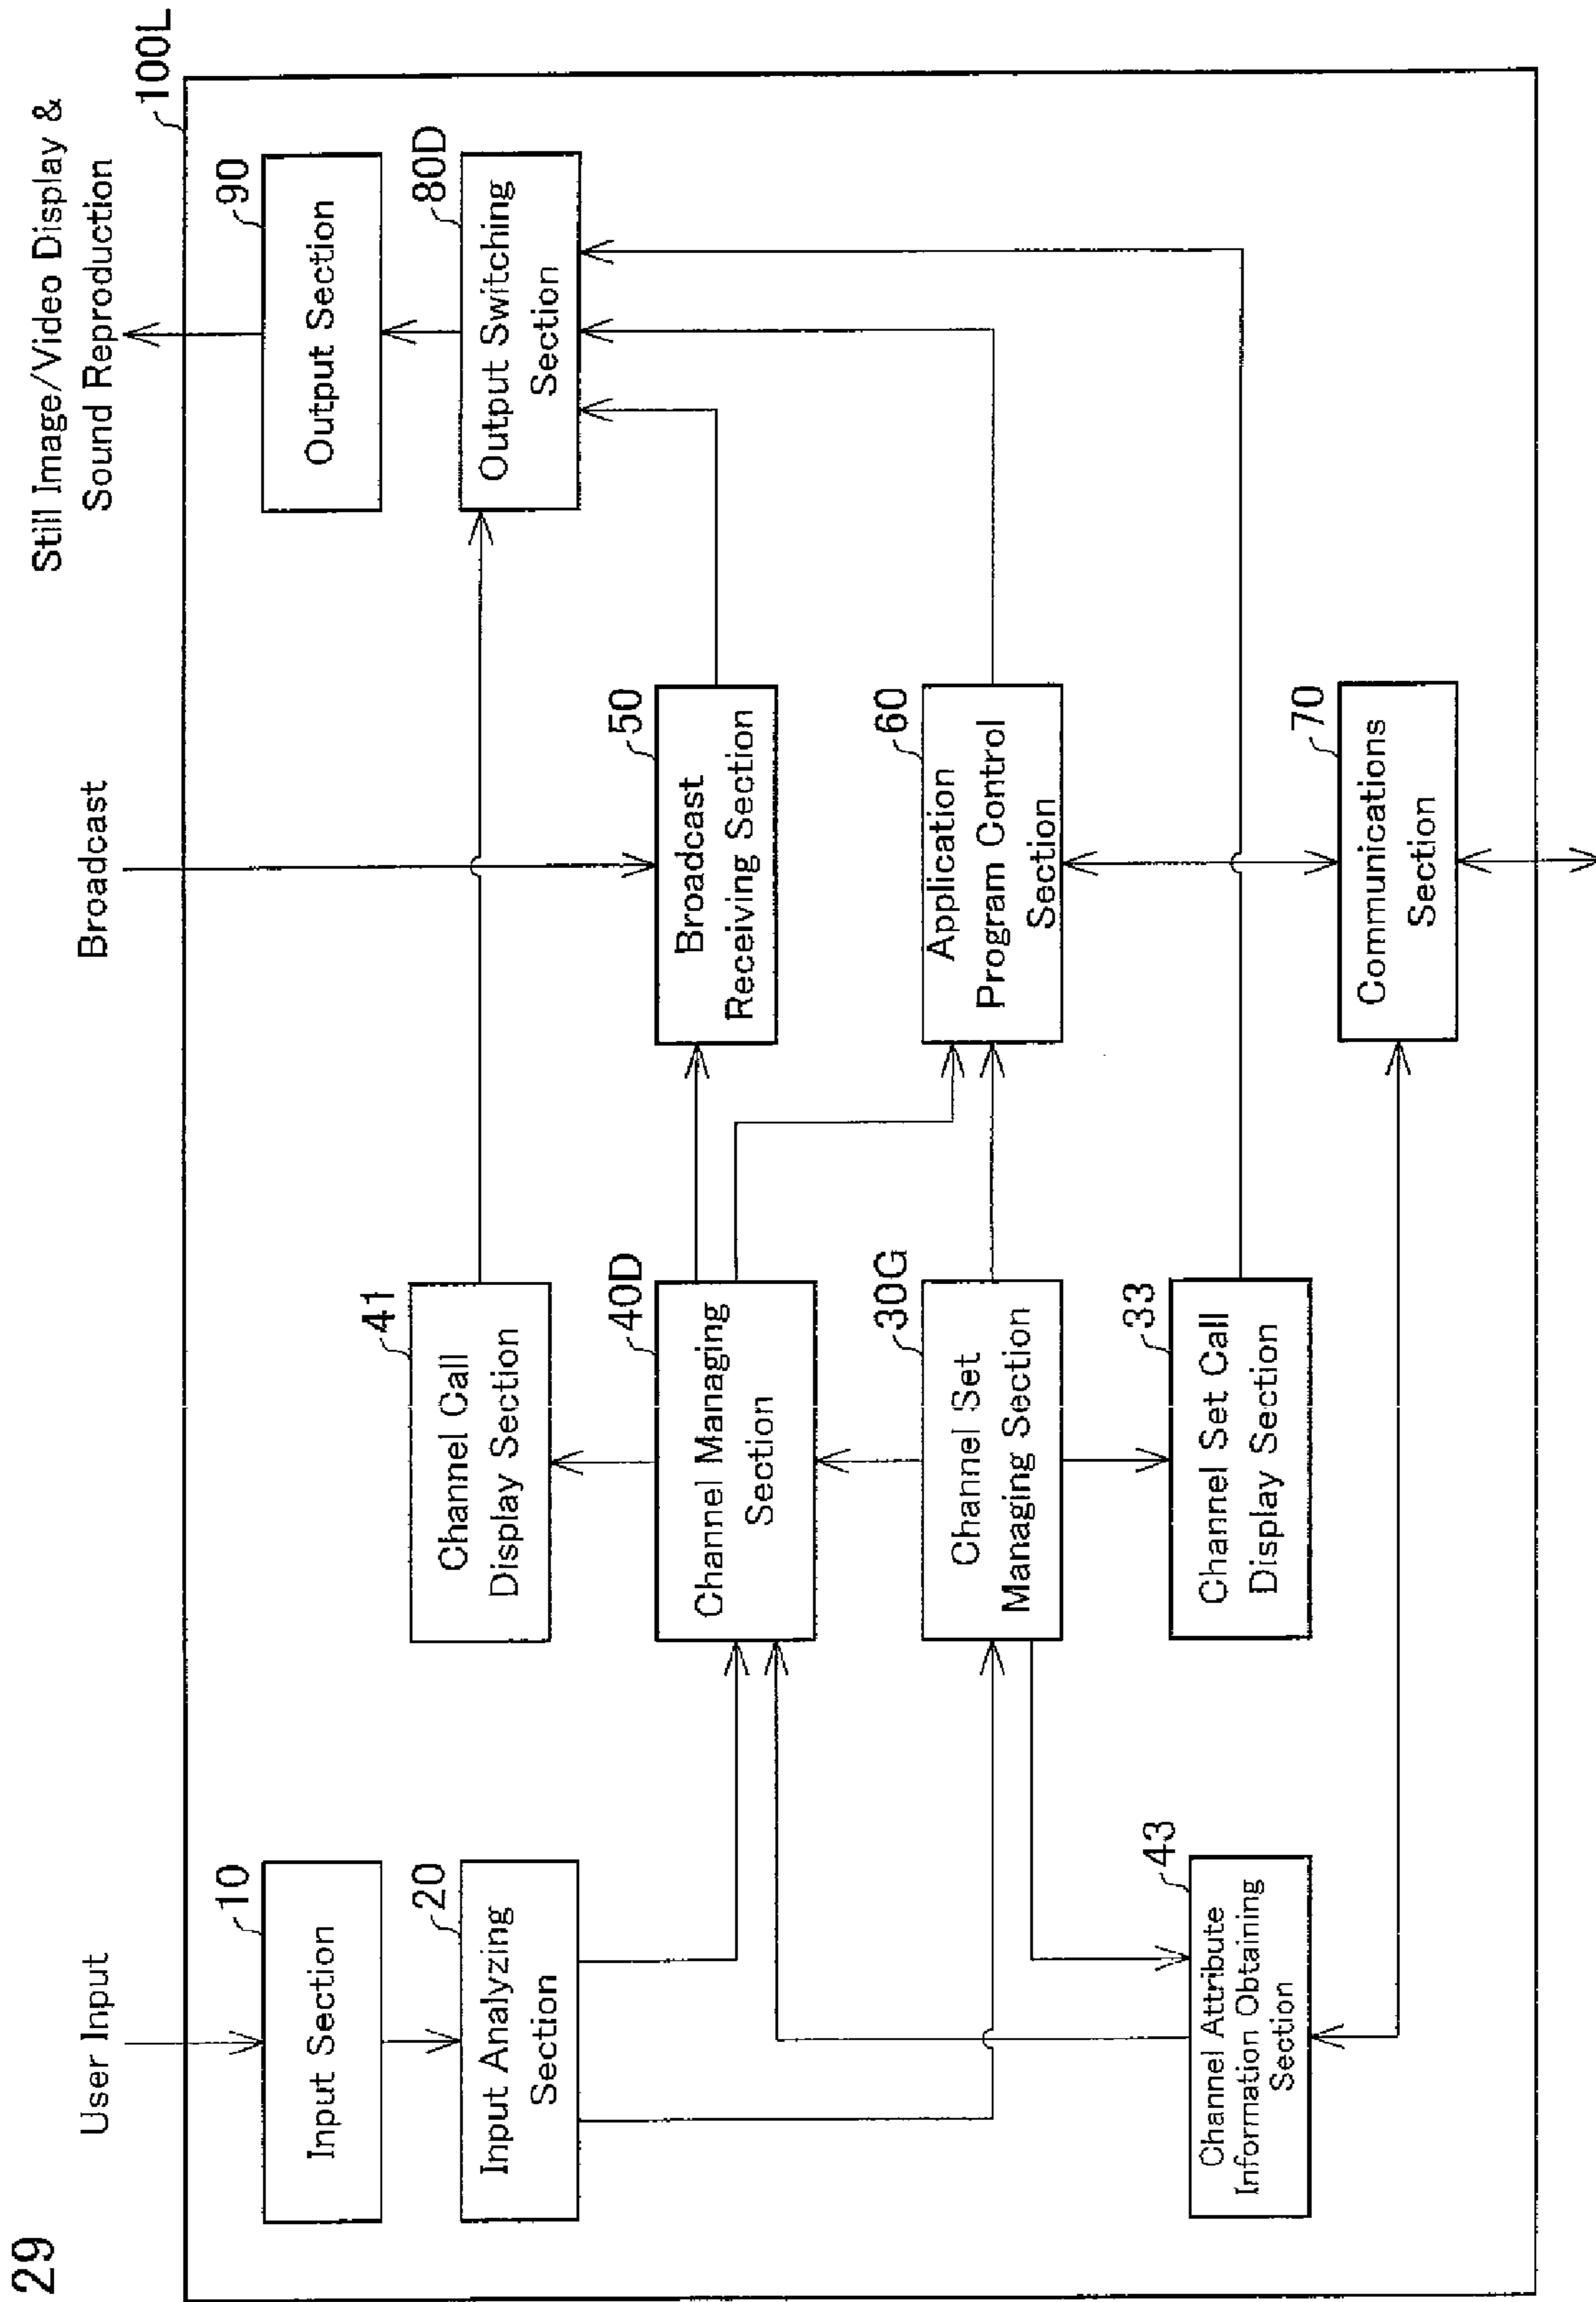 29
User Input
Broadcast
Still Image/Video Display &
Sound Reproduction
100L
10
Input Section
20
Input Analyzing
Section
41
Channel Call
Display Section
40D
Channel Managing
Section
30G
Channel Set
Managing Section
33
Channel Set Call
Display Section
43
Channel Attribute
Information Obtaining
Section
50
Broadcast
Receiving Section
60
Application
Program Control
Section
70
Communications
Section
90
Output Section
80D
Output Switching
Section